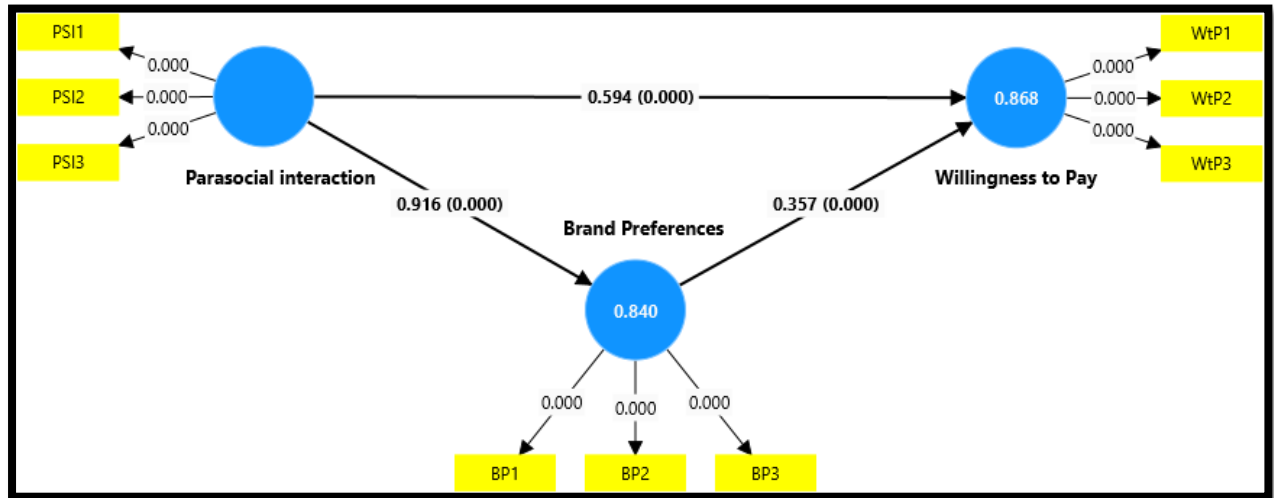 PSI1
PSI2
PSI3
0.000
0.000
0.000
Parasocial interaction
0.594 (0.000)
0.868
Willingness to Pay
0.000
0.000
0.000
WtP1
WtP2
WtP3
0.916 (0.000)
0.357 (0.000)
Brand Preferences
0.840
0.000
0.000
0.000
BP1
BP2
BP3